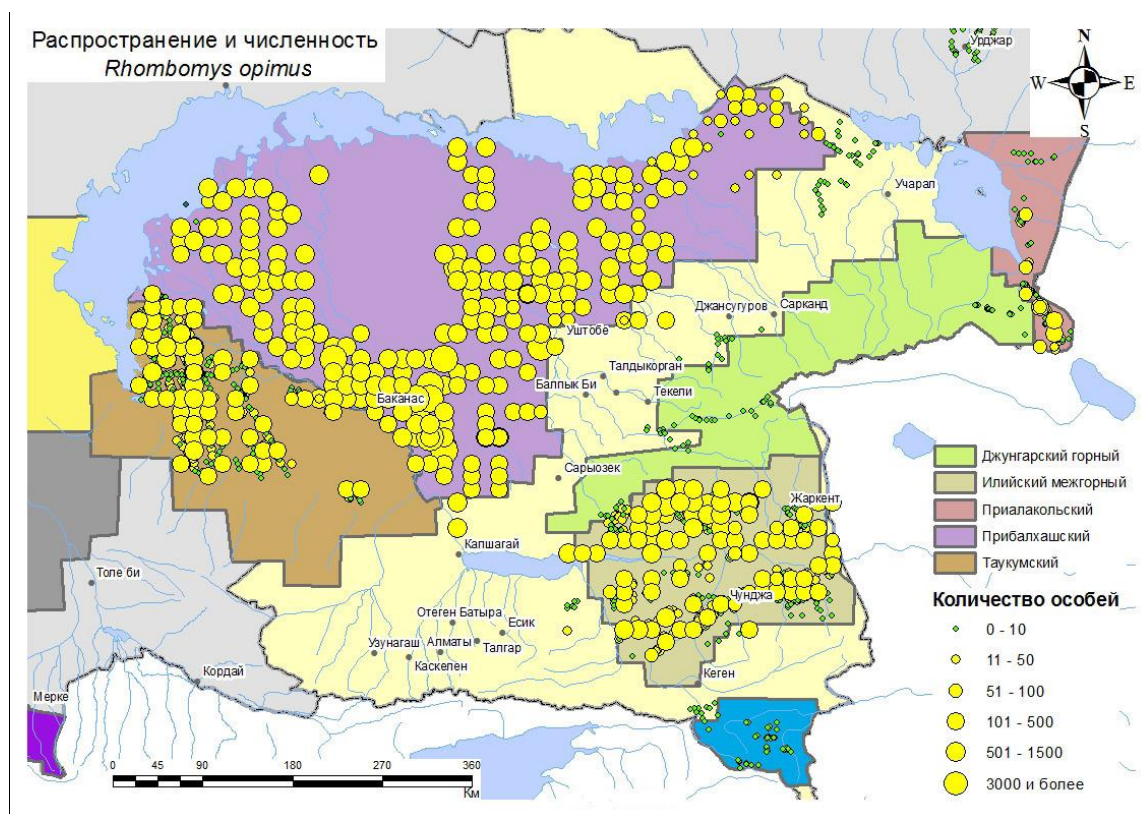 Распространение и численность
Rhombomys opimus
Урджар
N
W
E
S
Учарал
Джансугуров
Сарканд
Уштобе
Талдыкорган
Балпык Би
Текели
Баканас
Сарыозек
Жаркент
Капшагай
Толе би
Чунджа
Отеген Батыра
Есик
Узунагаш
Алматы
Талгар
Каскелен
Кордай
Кеген
Мерке
0 45 90 180 270 360
Км
Джунгарский горный
Илийский межгорный
Приалакольский
Прибалхашский
Таукумский
Количество особей
0 - 10
11 - 50
51 - 100
101 - 500
501 - 1500
3000 и более